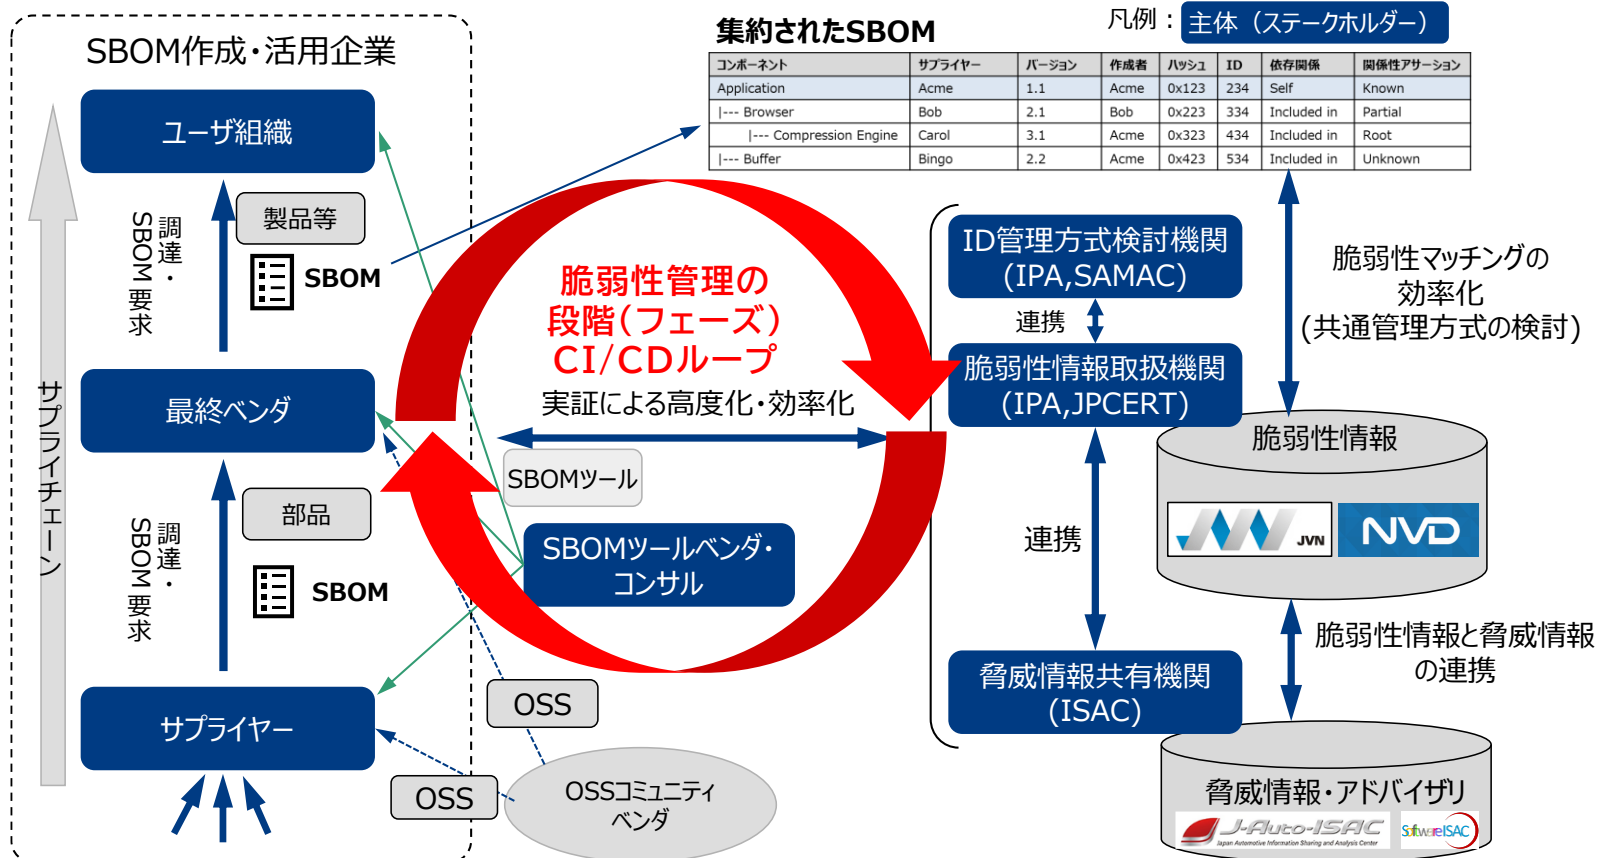 SBOM作成・活用企業
集約されたSBOM
凡例：主体（ステークホルダー）
コンポーネント サプライヤー バージョン 作成者 ハッシュ ID 依存関係 関係性アサーション
Application Acme 1.1 Acme 0x123 234 Self Known
|--- Browser Bob 2.1 Bob 0x223 334 Included in Partial
|--- Compression Engine Carol 3.1 Acme 0x323 434 Included in Root
|--- Buffer Bingo 2.2 Acme 0x423 534 Included in Unknown
ユーザ組織
製品等
調達・
SBOM要求
SBOM
サプライチェーン
最終ベンダ
部品
調達・
SBOM要求
SBOM
サプライヤー
脆弱性管理の
段階（フェーズ）
CI/CDループ
実証による高度化・効率化
SBOMツール
SBOMツールベンダ・
コンサル
OSS
OSS
OSSコミュニティ
ベンダ
ID管理方式検討機関
(IPA,SAMAC)
連携
脆弱性情報取扱機関
(IPA,JPCERT)
連携
脅威情報共有機関
(ISAC)
脆弱性マッチングの
効率化
(共通管理方式の検討)
脆弱性情報
JVN
NVD
脆弱性情報と脅威情報
の連携
脅威情報・アドバイザリ
J-Auto-ISAC
Japan Automotive Information Sharing and Analysis Center
SoftwareISAC